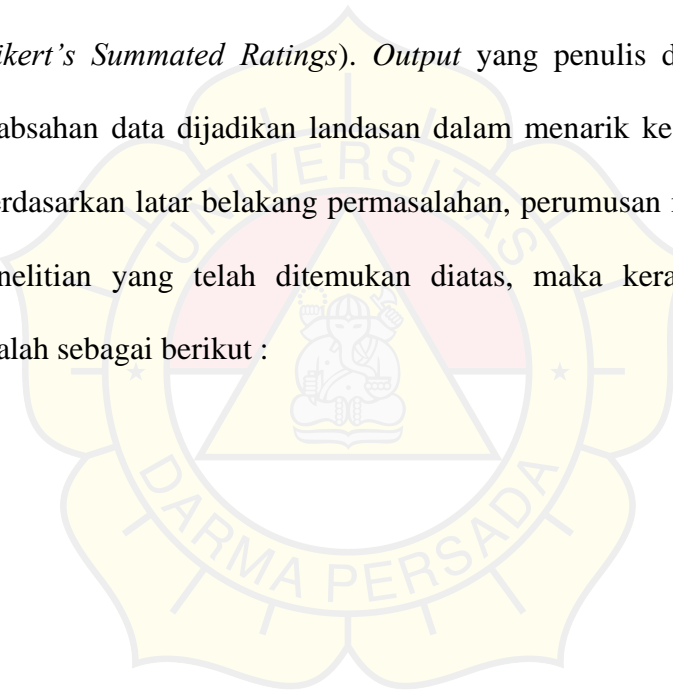 ikert’s Summated Ratings). Output yang penulis d
absahan data dijadikan landasan dalam menarik ke
erdasarkan latar belakang permasalahan, perumusan
nelitian yang telah ditemukan diatas, maka kera
alah sebagai berikut :
UNIVERSITAS
DARMA PERSADA